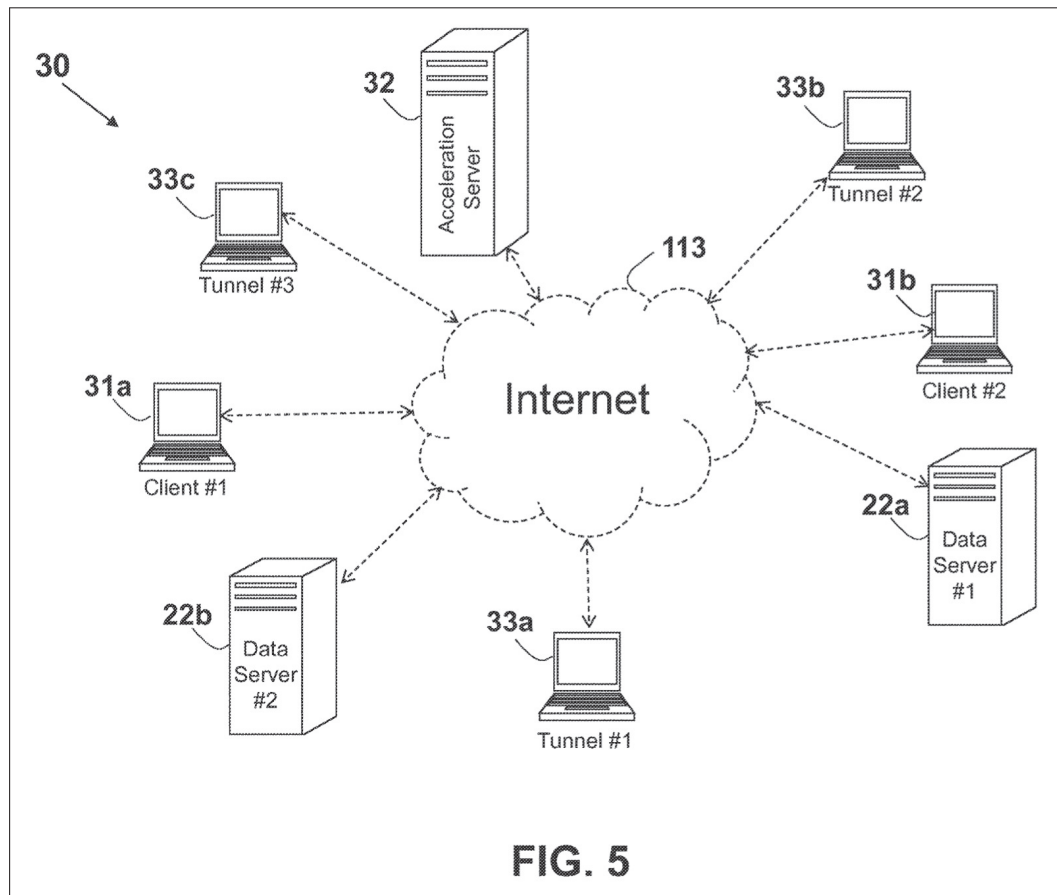 30
32
Acceleration
Server
33b
Tunnel #2
33c
Tunnel #3
113
31b
Client #2
31a
Client #1
Internet
22a
Data
Server
#1
22b
Data
Server
#2
33a
Tunnel #1
FIG. 5